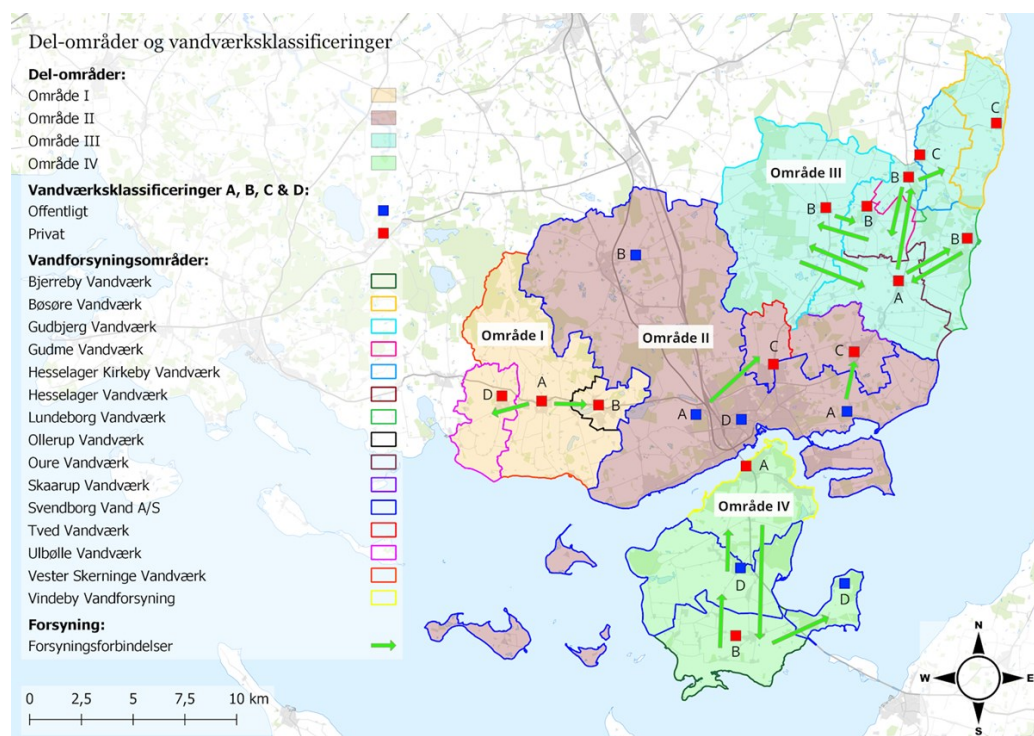 Del-områder og vandværksklassificeringer
Del-områder:
Område I
Område II
Område III
Område IV
Vandværksklassificeringer A, B, C & D:
Offentligt
Privat
Vandforsyningsområder:
Bjerreby Vandværk
Bøsøre Vandværk
Gudbjerg Vandværk
Gudme Vandværk
Hesselager Kirkeby Vandværk
Hesselager Vandværk
Lundeborg Vandværk
Ollerup Vandværk
Oure Vandværk
Skaarup Vandværk
Svendborg Vand A/S
Tved Vandværk
Ulbølle Vandværk
Vester Skerninge Vandværk
Vindeby Vandforsyning
Forsyning:
Forsyningsforbindelser
0 2,5 5 7,5 10 km
C
C
Område III
B
B
B
B
B
A
Område I
Område II
C
C
D
A
B
A
D
A
A
Område IV
D
D
B
N
W
E
S